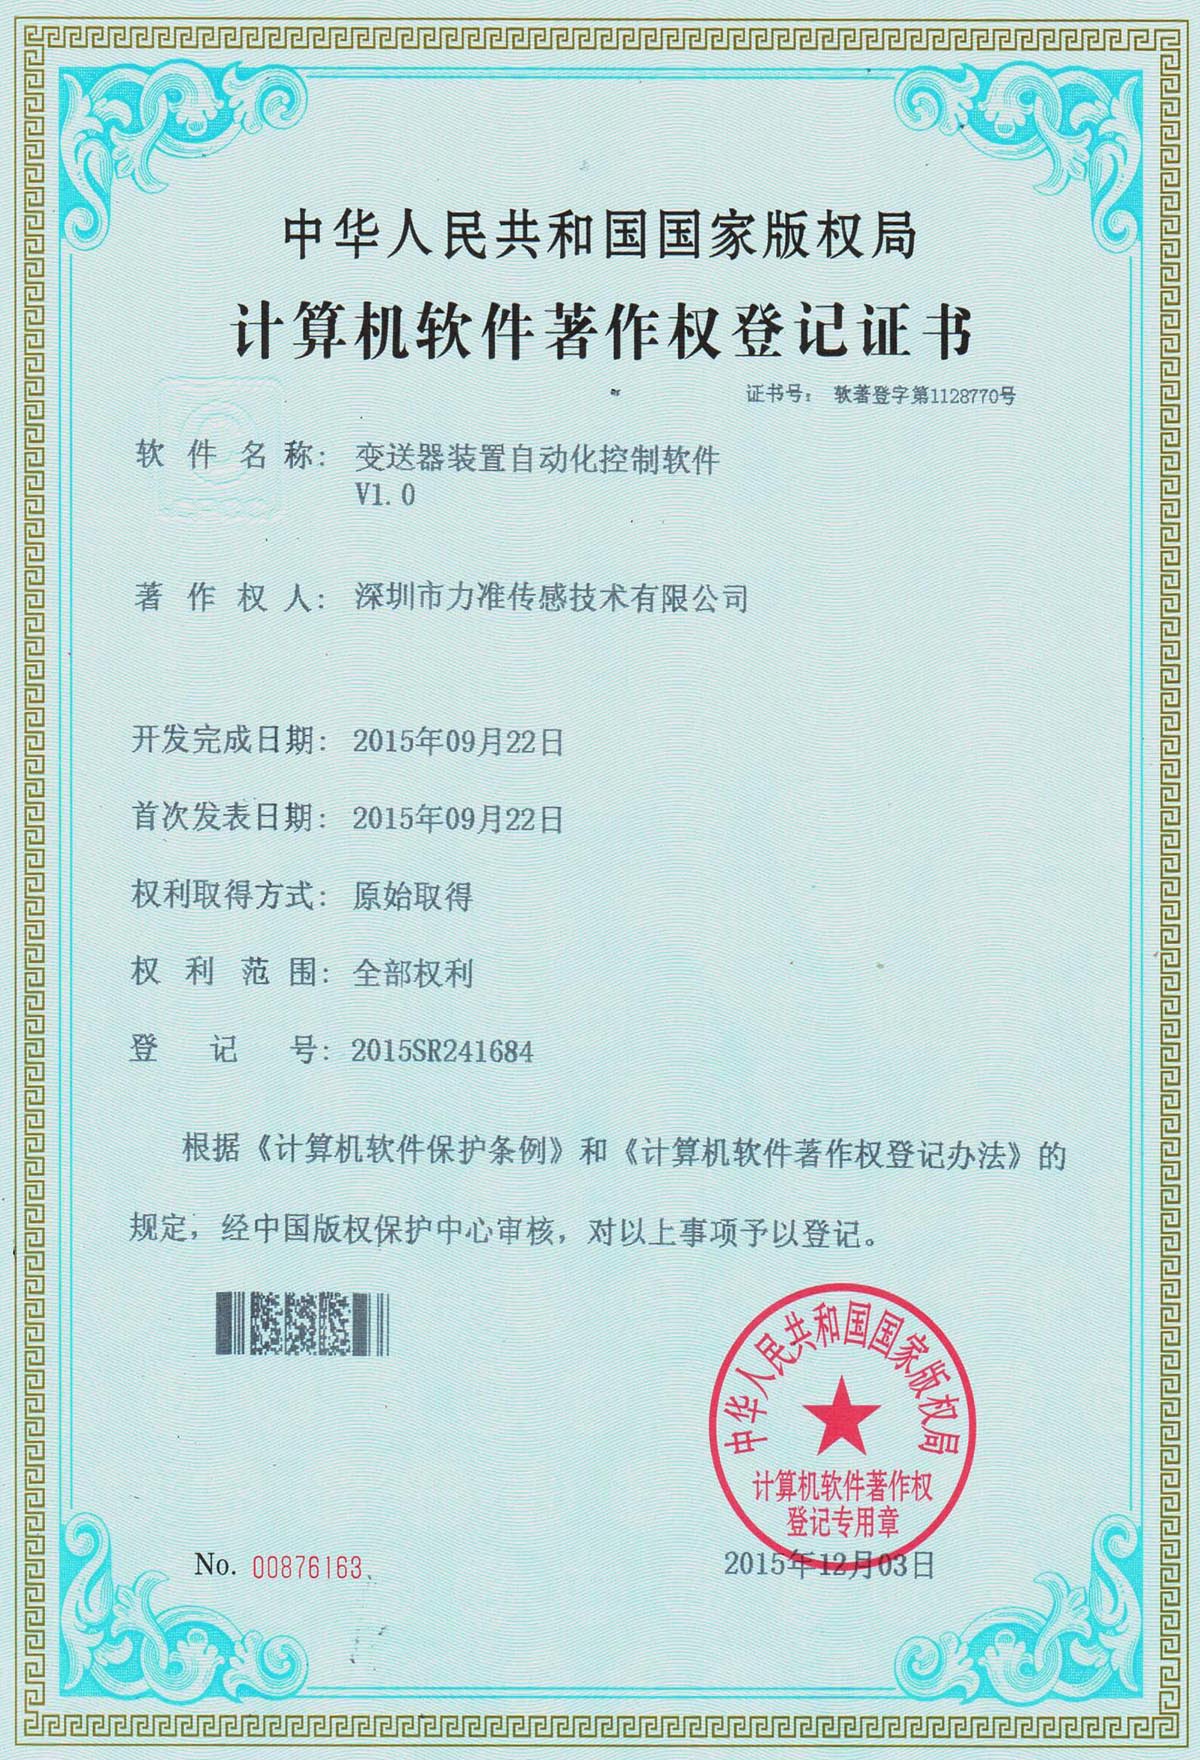 中华人民共和国国家版权局
计算机软件著作权登记证书
证书号： 软著登字第1128770号
软件名称： 变送器装置自动化控制软件
V1.0
著作权人： 深圳市力准传感技术有限公司
开发完成日期： 2015年09月22日
首次发表日期： 2015年09月22日
权利取得方式： 原始取得
权利范围： 全部权利
登记号： 2015SR241684
根据《计算机软件保护条例》和《计算机软件著作权登记办法》的
规定，经中国版权保护中心审核，对以上事项予以登记。
中华人民共和国国家版权局
计算机软件著作权
登记专用章
No. 00876163
2015年12月03日